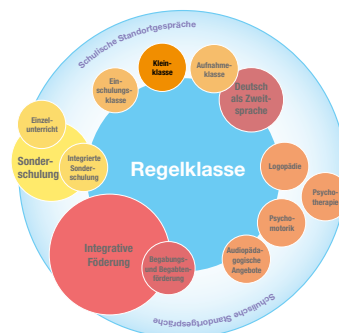 Schulische Standortgespräche
Klein-
klasse
Aufnahme-
klasse
Ein-
schulungs-
klasse
Deutsch
als Zweit-
sprache
Einzel-
unterricht
Sonder-
schulung
Integrierte
Sonder-
schulung
Regelklasse
Logopädie
Psycho-
therapie
Psycho-
motorik
Integrative
Föderung
Begabungs-
und Begabten-
förderung
Audiopäda-
gogische
Angebote
Schulische Standortgespräche